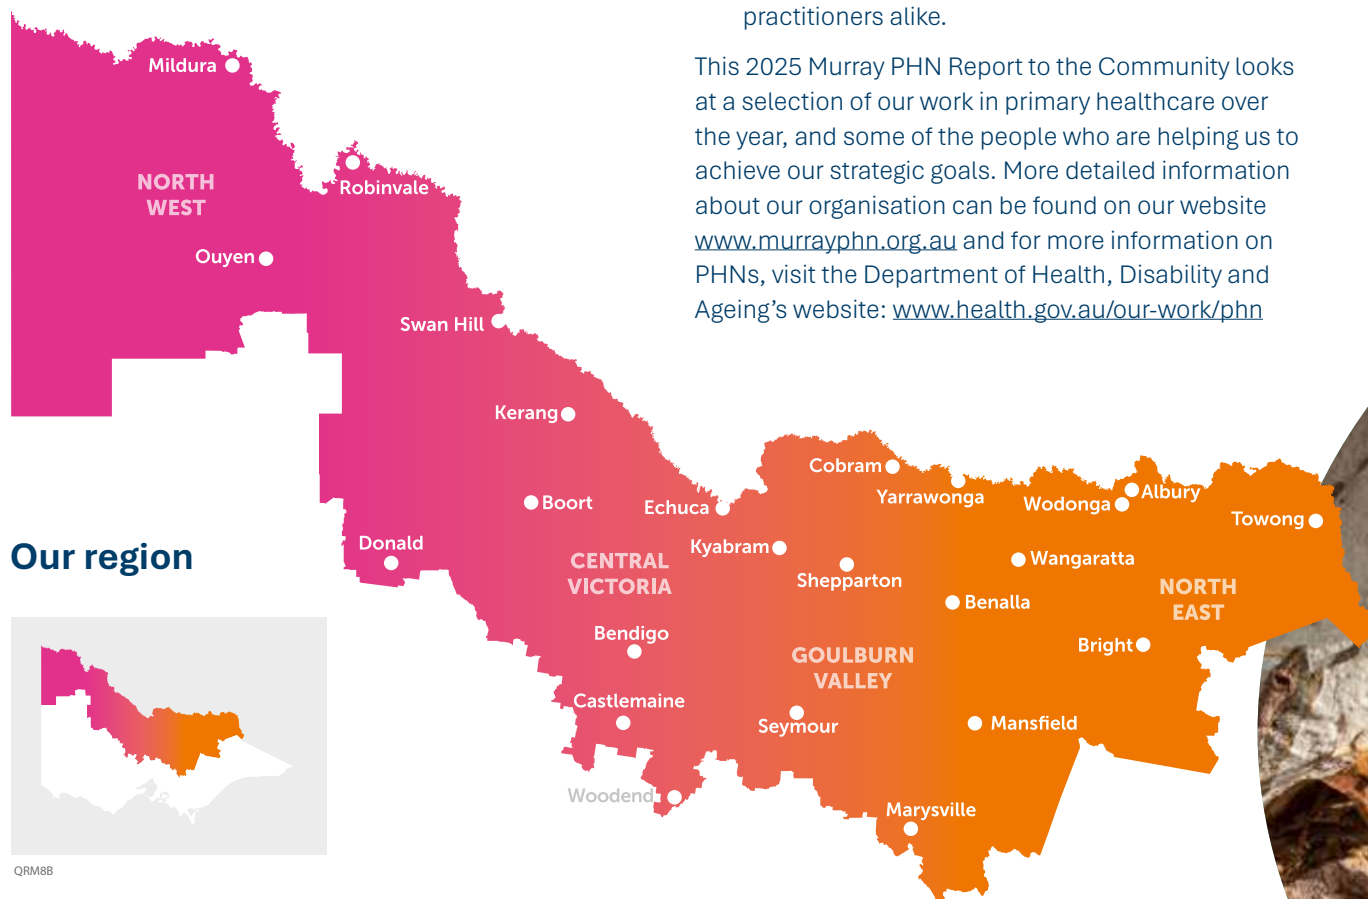 practitioners alike.
This 2025 Murray PHN Report to the Community looks
at a selection of our work in primary healthcare over
the year, and some of the people who are helping us to
achieve our strategic goals. More detailed information
about our organisation can be found on our website
www.murrayphn.org.au and for more information on
PHNs, visit the Department of Health, Disability and
Ageing’s website: www.health.gov.au/our-work/phn
Mildura
NORTH
WEST
Robinvale
Ouyen
Swan Hill
Kerang
Boort
Echuca
Donald
CENTRAL
VICTORIA
Bendigo
Castlemaine
Woodend
Cobram
Yarrawonga
Kyabram
Shepparton
GOULBURN
VALLEY
Seymour
Marysville
Wodonga
Albury
Towong
Wangaratta
Benalla
NORTH
EAST
Bright
Mansfield
Our region
QRM8B